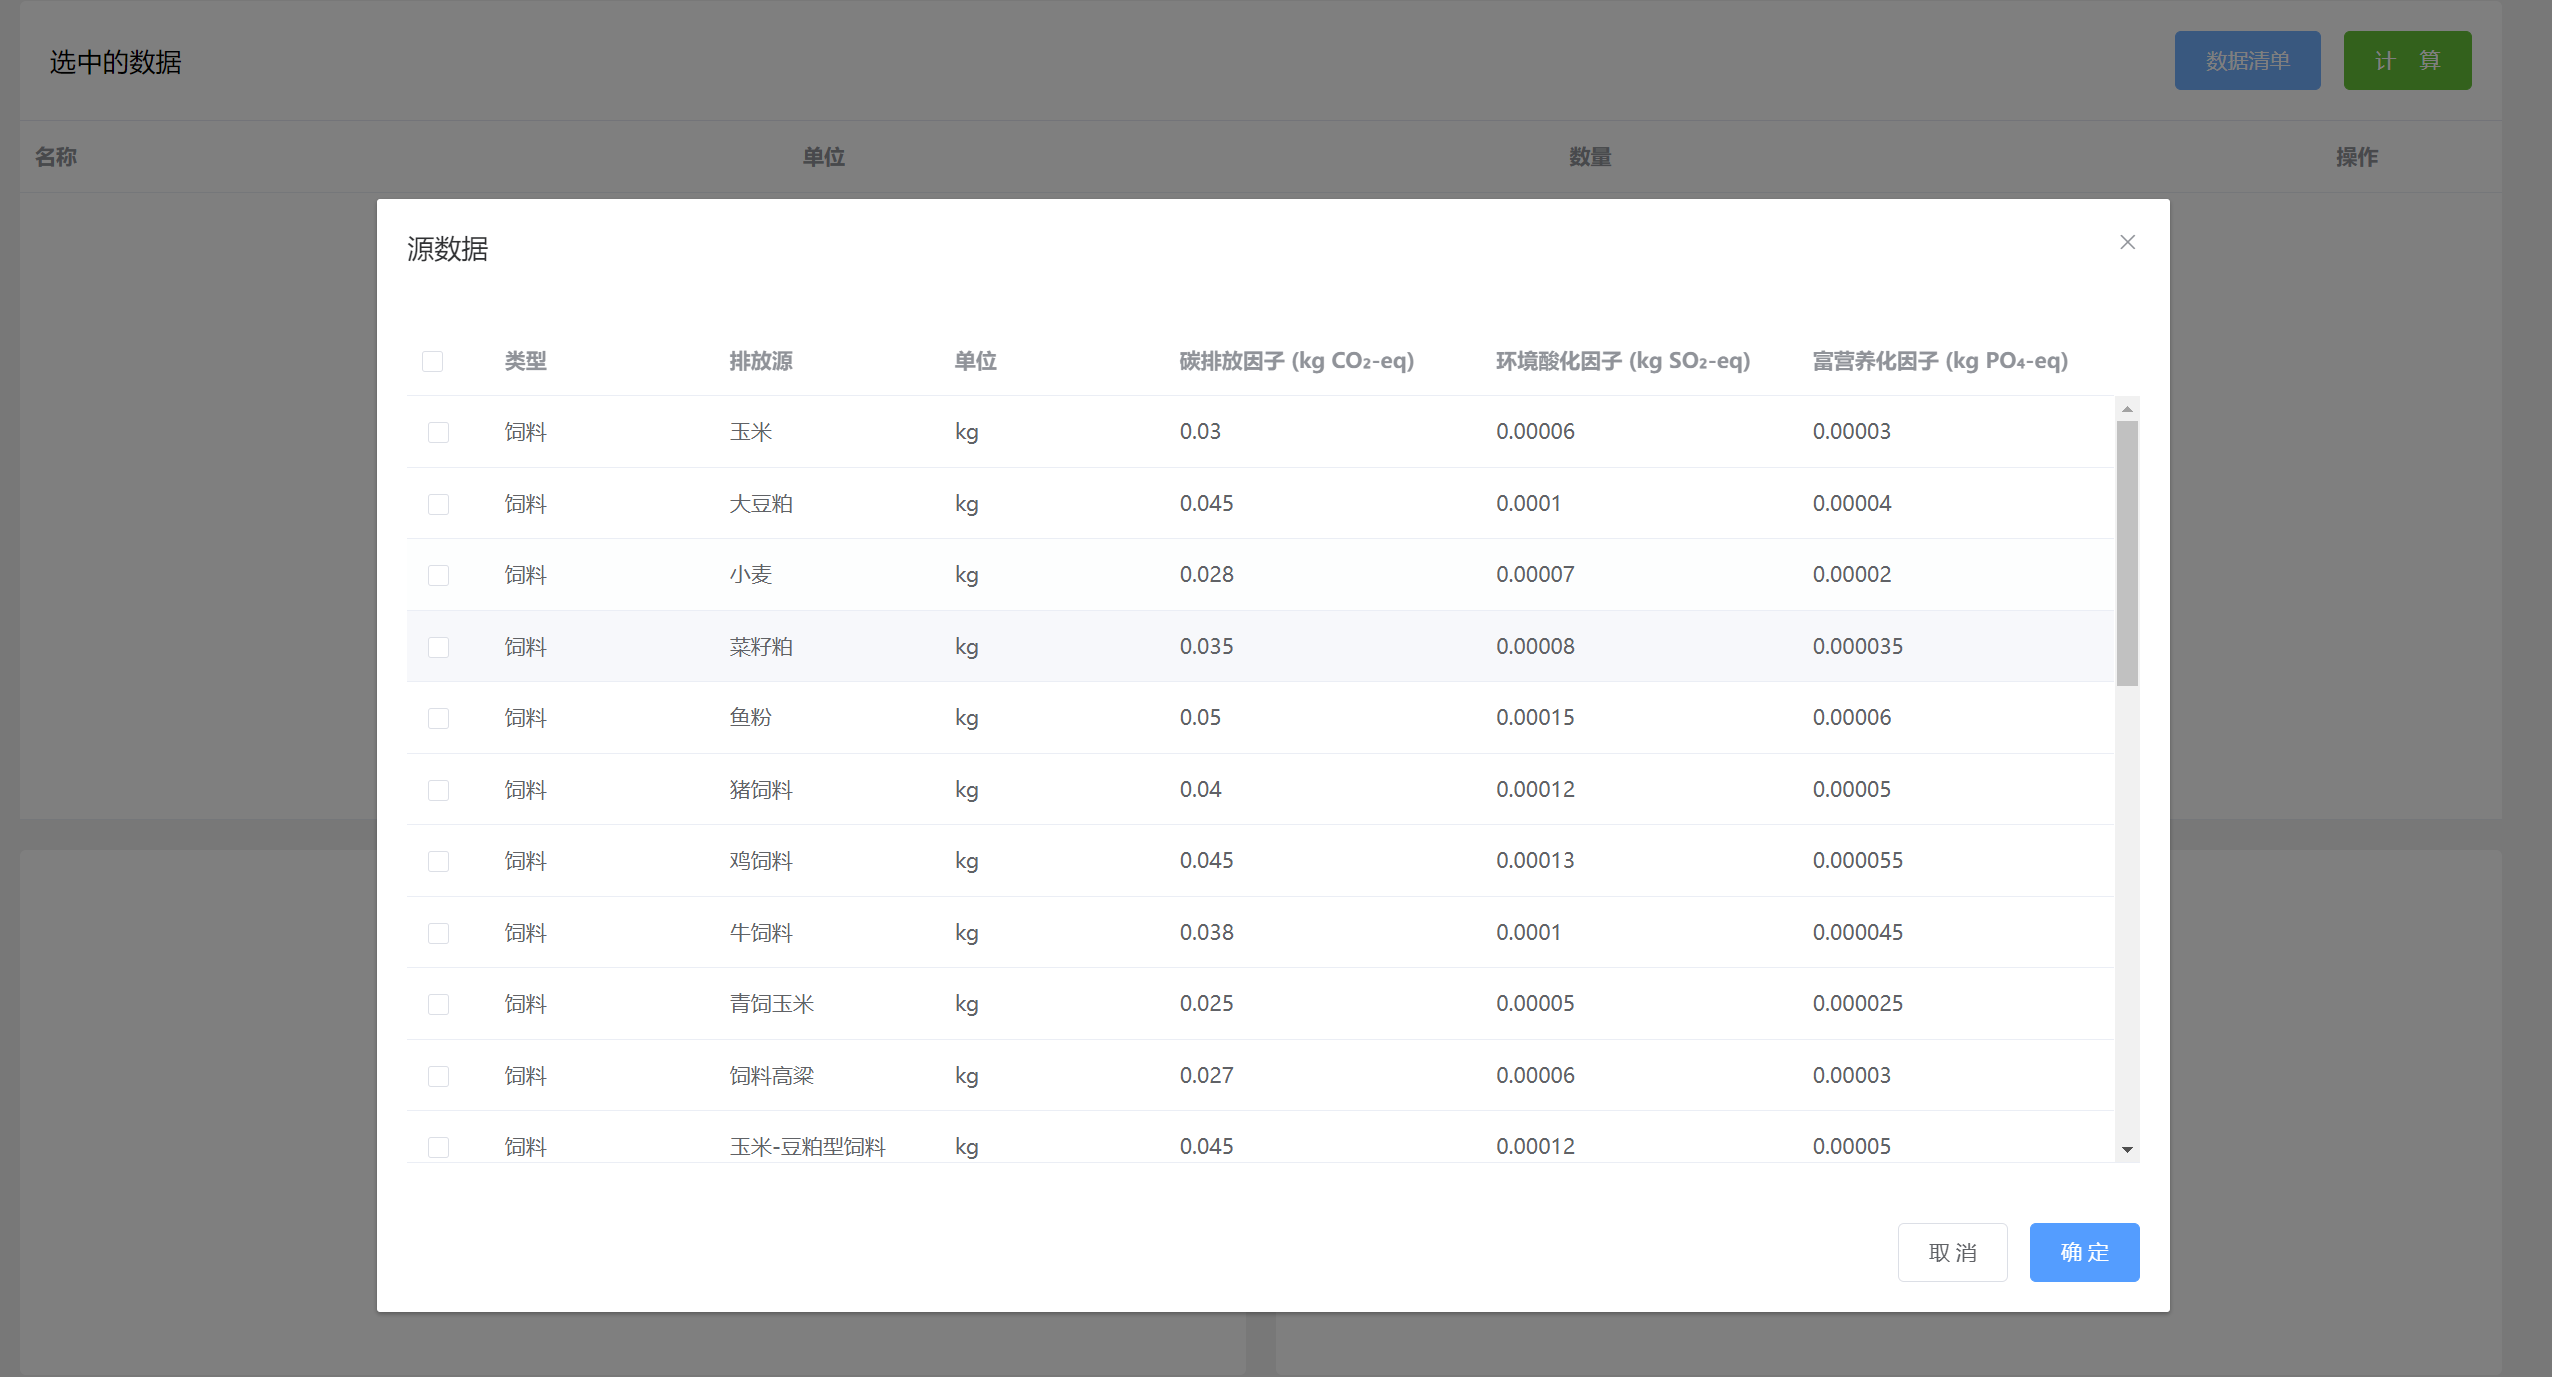 选中的数据 数据清单 计 算
名称 单位 数量 操作
源数据
类型 排放源 单位 碳排放因子 (kg CO₂-eq) 环境酸化因子 (kg SO₂-eq) 富营养化因子 (kg PO₄-eq)
饲料 玉米 kg 0.03 0.00006 0.00003
饲料 大豆粕 kg 0.045 0.0001 0.00004
饲料 小麦 kg 0.028 0.00007 0.00002
饲料 菜籽粕 kg 0.035 0.00008 0.000035
饲料 鱼粉 kg 0.05 0.00015 0.00006
饲料 猪饲料 kg 0.04 0.00012 0.00005
饲料 鸡饲料 kg 0.045 0.00013 0.000055
饲料 牛饲料 kg 0.038 0.0001 0.000045
饲料 青饲玉米 kg 0.025 0.00005 0.000025
饲料 饲料高粱 kg 0.027 0.00006 0.00003
饲料 玉米-豆粕型饲料 kg 0.045 0.00012 0.00005
取 消 确 定